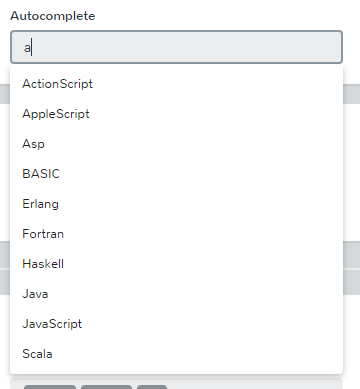 Autocomplete
a
ActionScript
AppleScript
Asp
BASIC
Erlang
Fortran
Haskell
Java
JavaScript
Scala